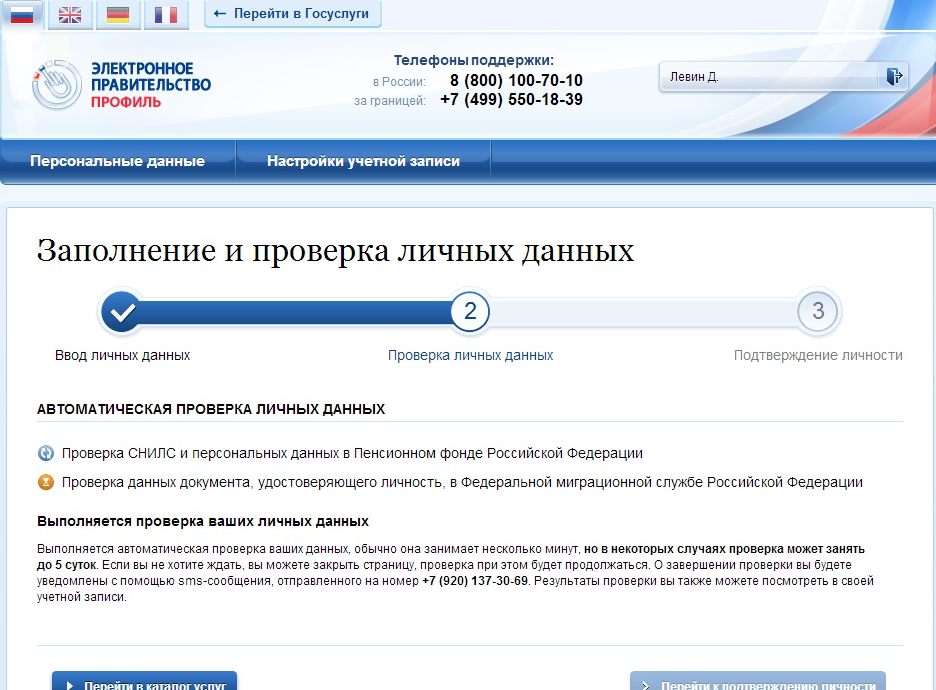 ← Перейти в Госуслуги
ЭЛЕКТРОННОЕ
ПРАВИТЕЛЬСТВО
ПРОФИЛЬ
Телефоны поддержки:
в России: 8 (800) 100-70-10
за границей: +7 (499) 550-18-39
Левин Д.
Персональные данные
Настройки учетной записи
Заполнение и проверка личных данных
2
3
Ввод личных данных
Проверка личных данных
Подтверждение личности
АВТОМАТИЧЕСКАЯ ПРОВЕРКА ЛИЧНЫХ ДАННЫХ
Проверка СНИЛС и персональных данных в Пенсионном фонде Российской Федерации
Проверка данных документа, удостоверяющего личность, в Федеральной миграционной службе Российской Федерации
Выполняется проверка ваших личных данных
Выполняется автоматическая проверка ваших данных, обычно она занимает несколько минут, но в некоторых случаях проверка может занять
до 5 суток. Если вы не хотите ждать, вы можете закрыть страницу, проверка при этом будет продолжаться. О завершении проверки вы будете
уведомлены с помощью sms-сообщения, отправленного на номер +7 (920) 137-30-69. Результаты проверки вы также можете посмотреть в своей
учетной записи.
Перейти в каталог услуг
Перейти к подтверждению личности